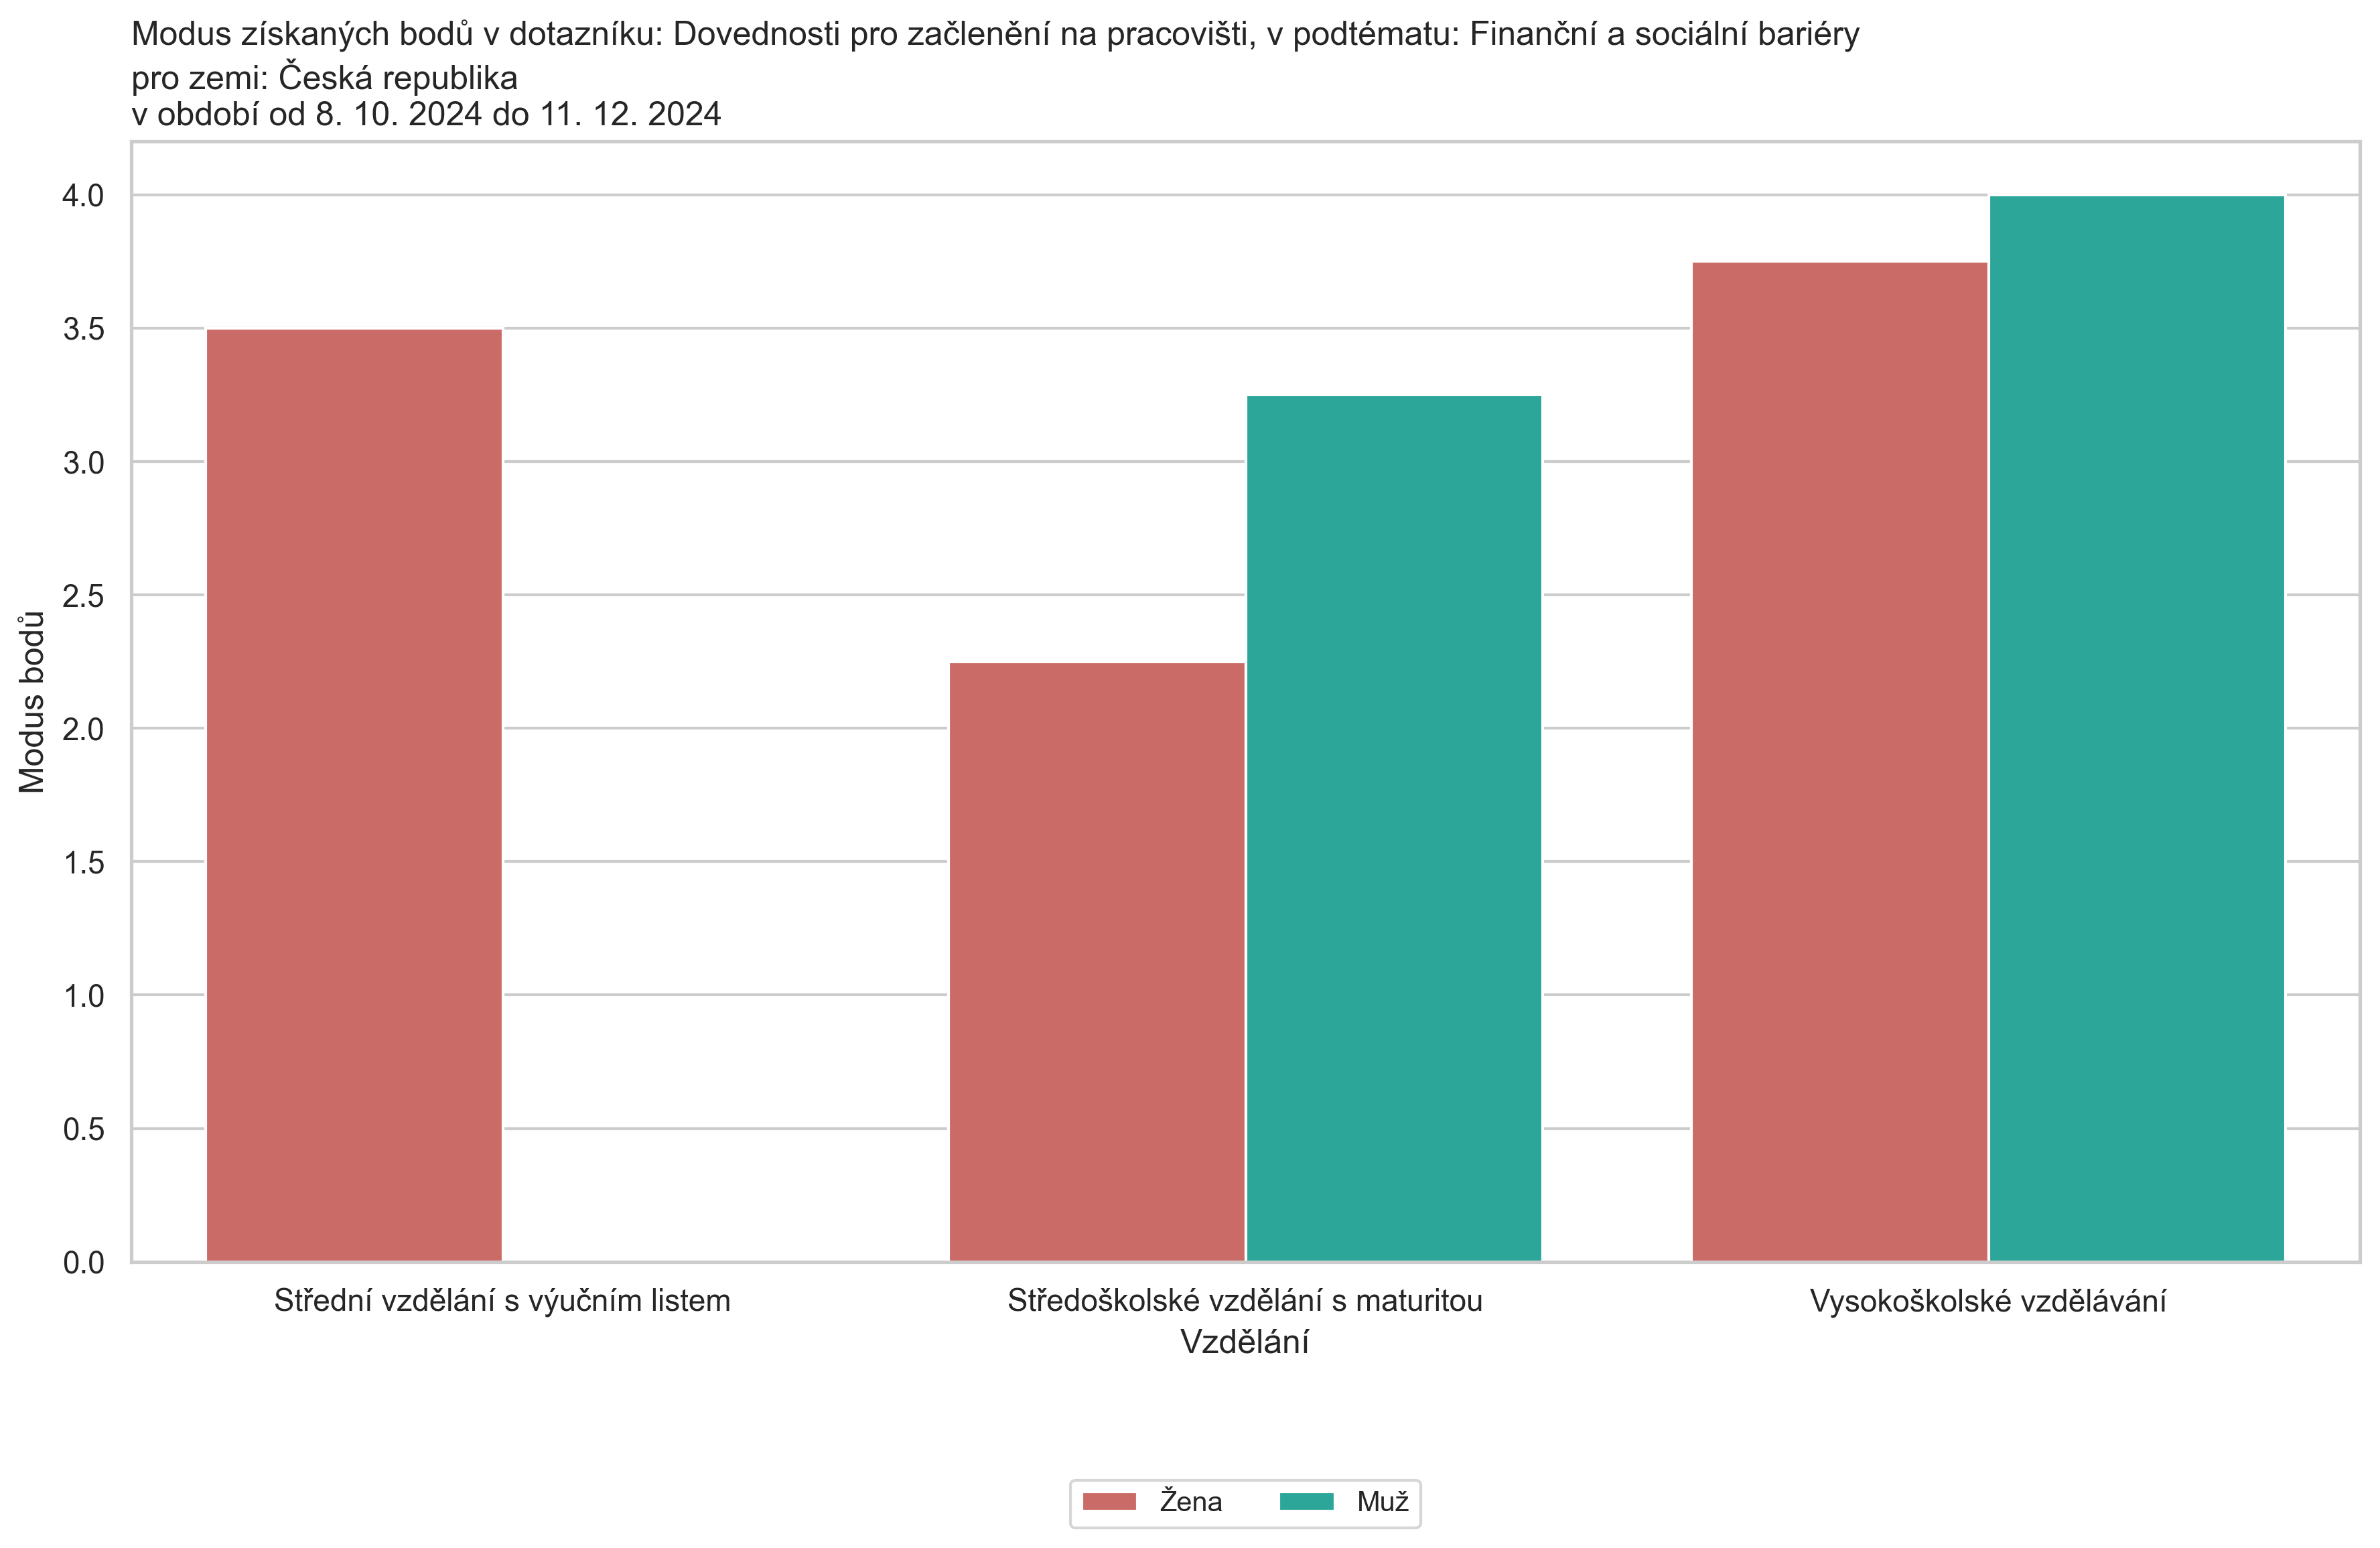 Modus získaných bodů v dotazníku: Dovednosti pro začlenění na pracovišti, v podtématu: Finanční a sociální bariéry
pro zemi: Česká republika
v období od 8. 10. 2024 do 11. 12. 2024
4.0
3.5
3.0
2.5
2.0
1.5
1.0
0.5
0.0
Modus bodů
Střední vzdělání s výučním listem
Středoškolské vzdělání s maturitou
Vysokoškolské vzdělávání
Vzdělání
Žena
Muž